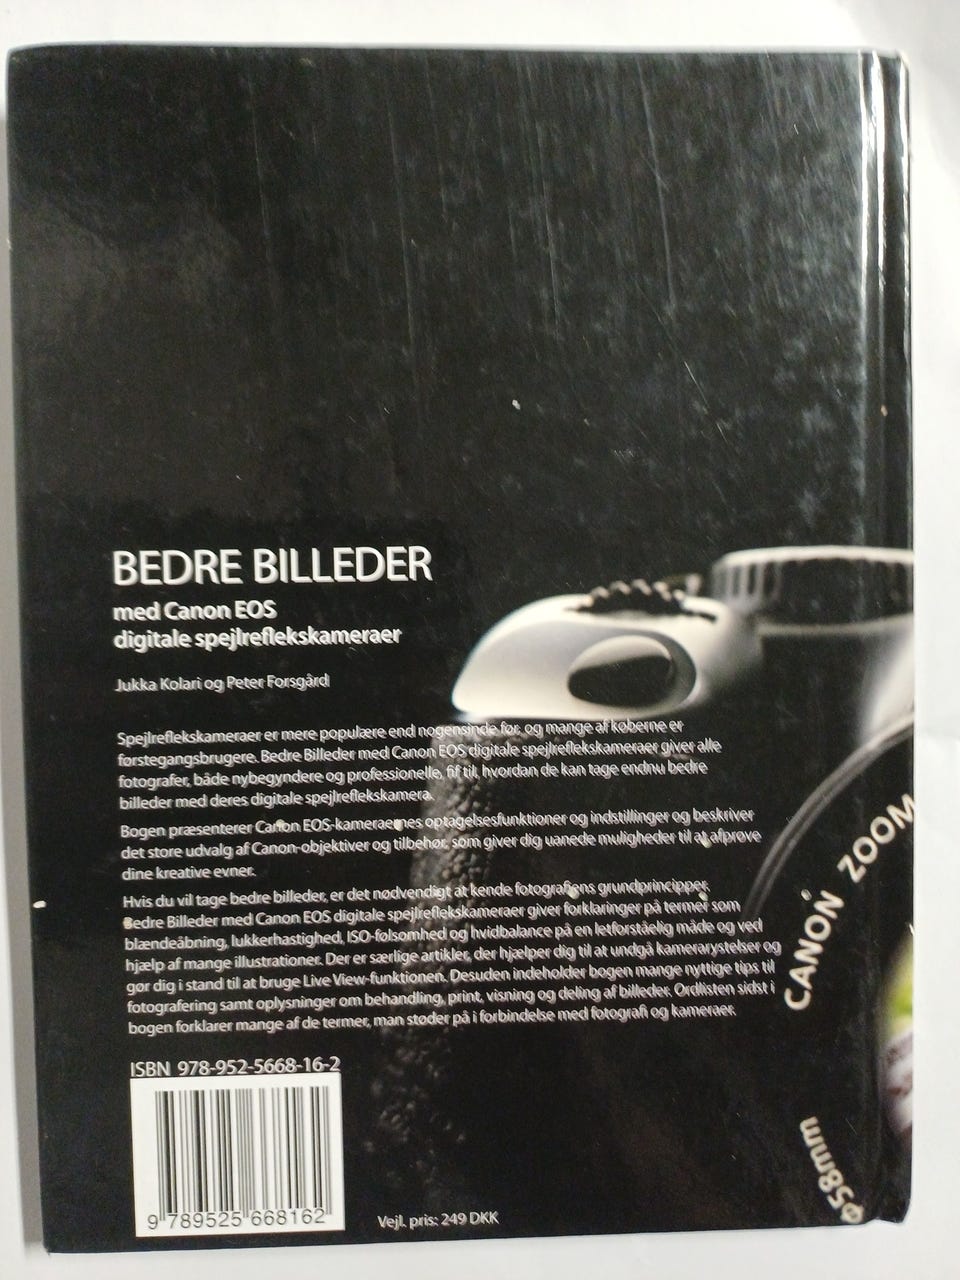 BEDRE BILLEDER
med Canon EOS
digitale spejlreflekskameraer
Jukka Kolari og Peter Forsgård
Spejlreflekskameraer er mere populære end nogensinde før, og mange af køberne er
førstegangsbrugere. Bedre Billeder med Canon EOS digitale spejlreflekskameraer giver alle
fotografer, både nybegyndere og professionelle, fif til, hvordan de kan tage endnu bedre
billeder med deres digitale spejlreflekskamera.
Bogen præsenterer Canon EOS-kameraernes optagelsesfunktioner og indstillinger og beskriver
det store udvalg af Canon-objektiver og tilbehør, som giver dig uanede muligheder til at afprøve
dine kreative evner.
Hvis du vil tage bedre billeder, er det nødvendigt at kende fotografiens grundprincipper.
Bedre Billeder med Canon EOS digitale spejlreflekskameraer giver forklaringer på termer som
blændeåbning, lukkerhastighed, ISO-følsomhed og hvidbalance på en letforståelig måde og ved
hjælp af mange illustrationer. Der er særlige artikler, der hjælper dig til at undgå kamerarystelser og
gør dig i stand til at bruge Live View-funktionen. Desuden indeholder bogen mange nyttige tips til
fotografering samt oplysninger om behandling, print, visning og deling af billeder. Ordlisten sidst i
bogen forklarer mange af de termer, man støder på i forbindelse med fotografi og kameraer.
ISBN 978-952-5668-16-2
9 789525 668162
Vejl. pris: 249 DKK
CANON ZOOM
ø58mm